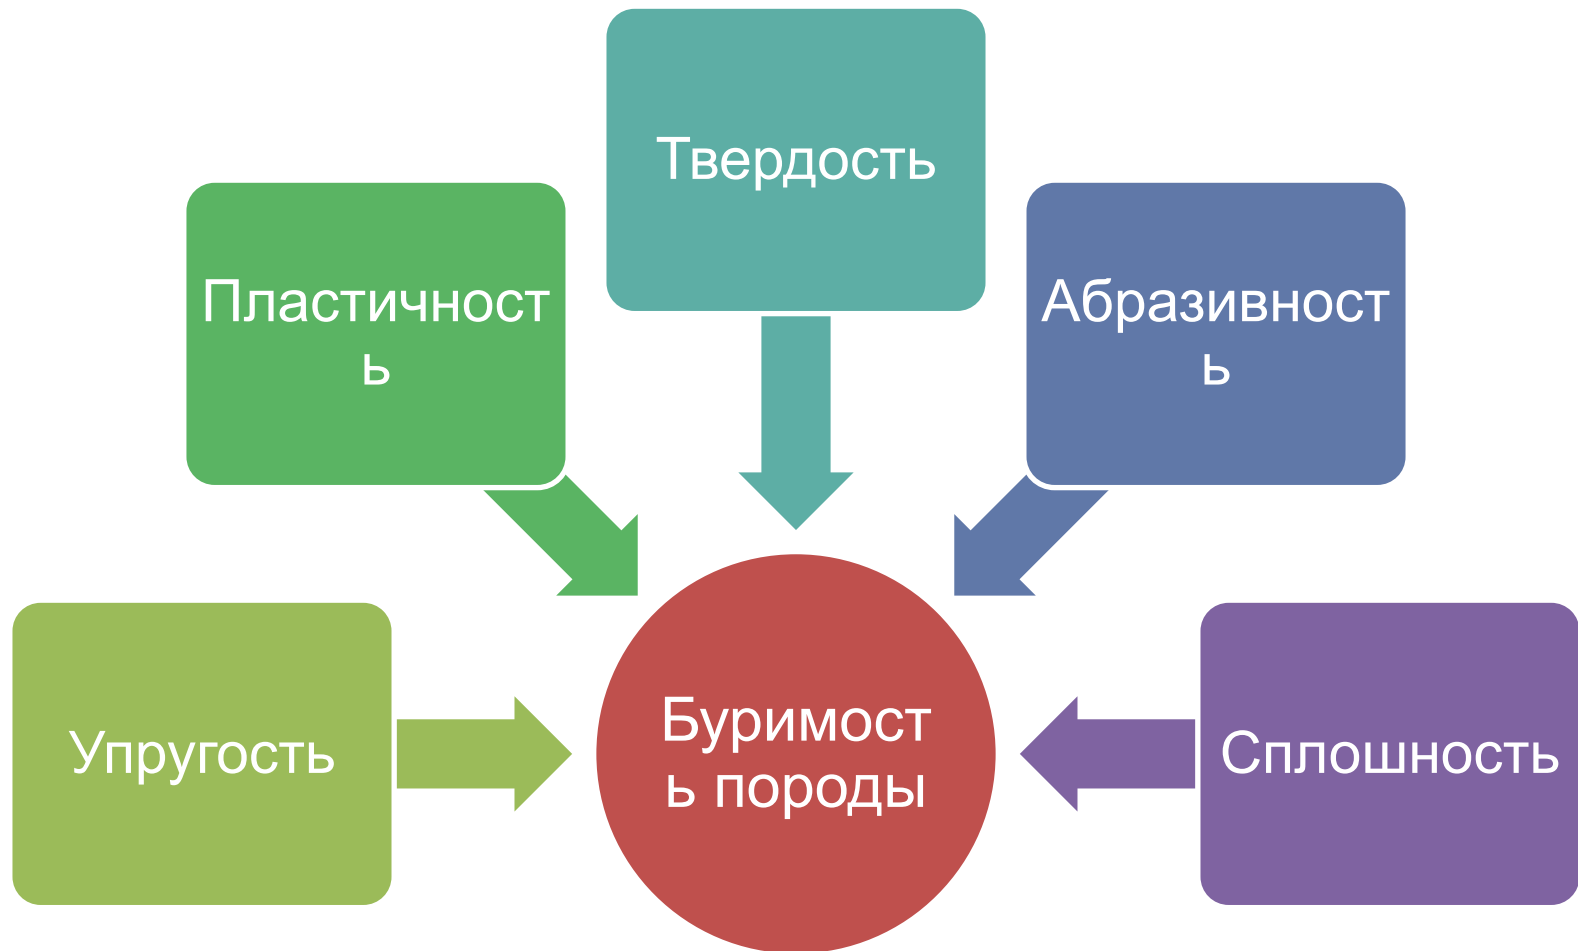 Твердость
Пластичност
ь
Абразивност
ь
Упругость
Буримост
ь породы
Сплошность